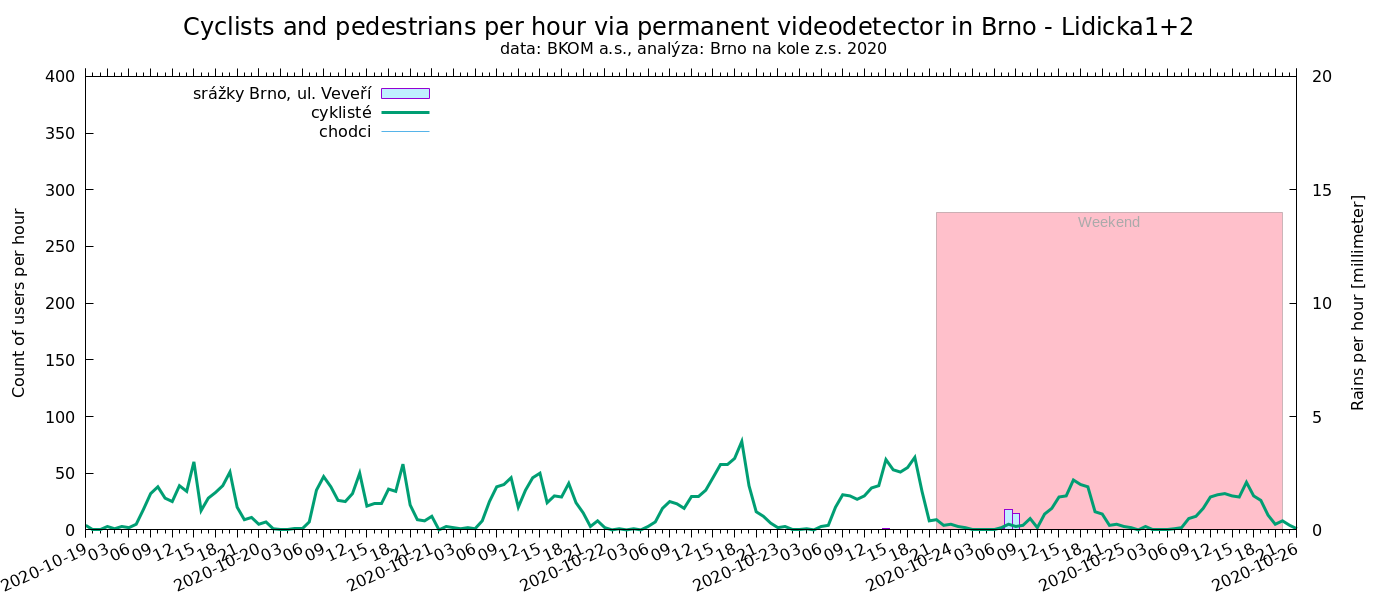 Cyclists and pedestrians per hour via permanent videodetector in Brno - Lidicka1+2
data: BKOM a.s., analýza: Brno na kole z.s. 2020
srážky Brno, ul. Veveří
cyklisté
chodci
Weekend
Count of users per hour
400
350
300
250
200
150
100
50
0
Rains per hour [millimeter]
20
15
10
5
0
2020-10-19 03 06 09 12 15 18 21 2020-10-20 03 06 09 12 15 18 21 2020-10-21 03 06 09 12 15 18 21 2020-10-22 03 06 09 12 15 18 21 2020-10-23 03 06 09 12 15 18 21 2020-10-24 03 06 09 12 15 18 21 2020-10-25 03 06 09 12 15 18 21 2020-10-26